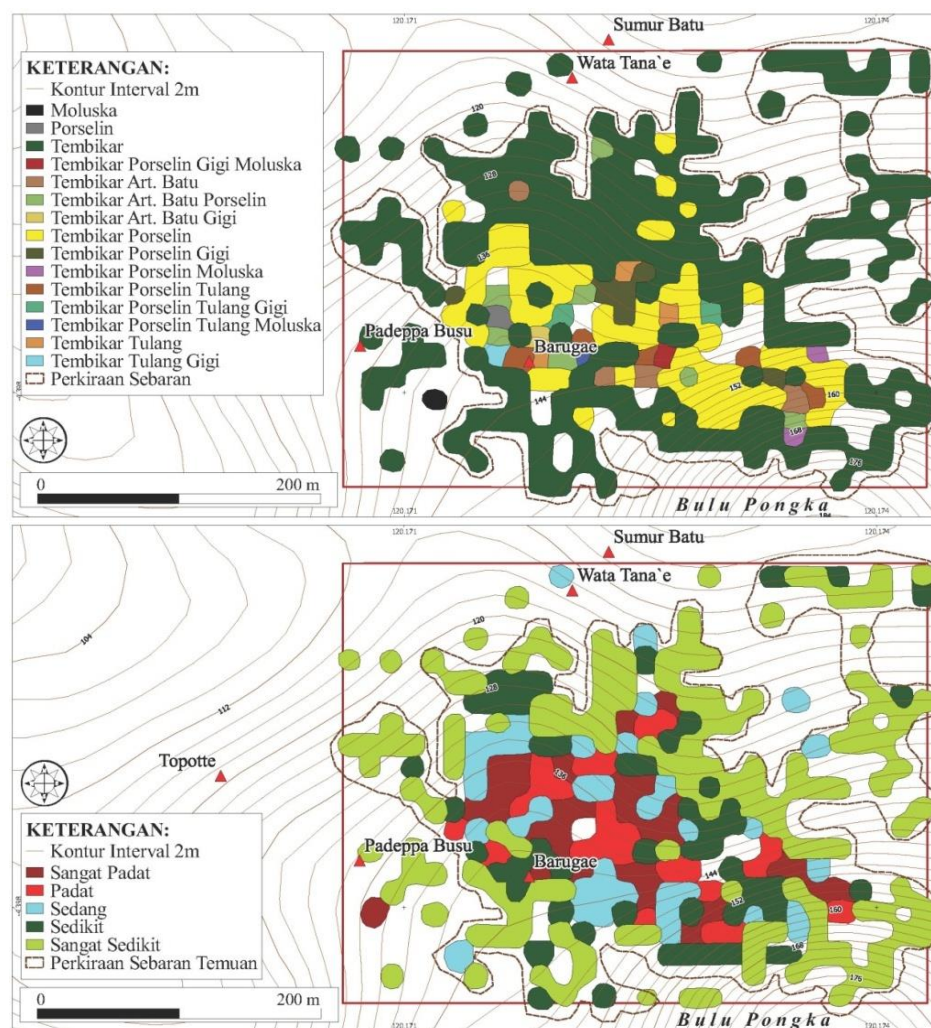 120.171
120.174
Sumur Batu
Wata Tana`e
KETERANGAN:
Kontur Interval 2m
Moluska
Porselin
Tembikar
Tembikar Porselin Gigi Moluska
Tembikar Art. Batu
Tembikar Art. Batu Porselin
Tembikar Art. Batu Gigi
Tembikar Porselin
Tembikar Porselin Gigi
Tembikar Porselin Moluska
Tembikar Porselin Tulang
Tembikar Porselin Tulang Gigi
Tembikar Porselin Tulang Moluska
Tembikar Tulang
Tembikar Tulang Gigi
Perkiraan Sebaran
120
128
136
Padeppa Busu
Barugae
144
152
160
168
176
0 200 m
Bulu Pongka
120.171
120.174
Sumur Batu
Wata Tana`e
104
112
120
128
136
Topotte
KETERANGAN:
Kontur Interval 2m
Sangat Padat
Padat
Sedang
Sedikit
Sangat Sedikit
Perkiraan Sebaran Temuan
Padeppa Busu
Barugae
144
152
160
168
176
0 200 m
Bulu Pongka
120.171
120.174